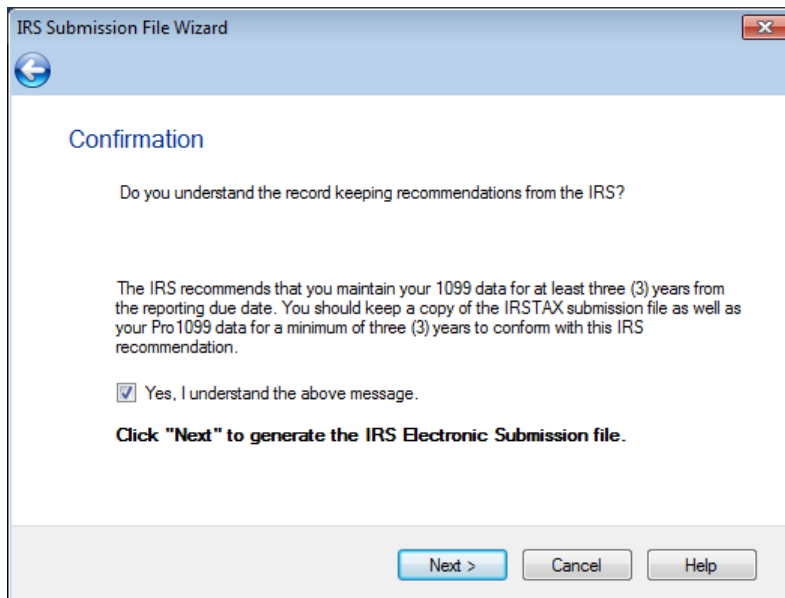 IRS Submission File Wizard
Confirmation
Do you understand the record keeping recommendations from the IRS?
The IRS recommends that you maintain your 1099 data for at least three (3) years from
the reporting due date. You should keep a copy of the IRSTAX submission file as well as
your Pro1099 data for a minimum of three (3) years to conform with this IRS
recommendation.
Yes, I understand the above message.
Click "Next" to generate the IRS Electronic Submission file.
Next >
Cancel
Help